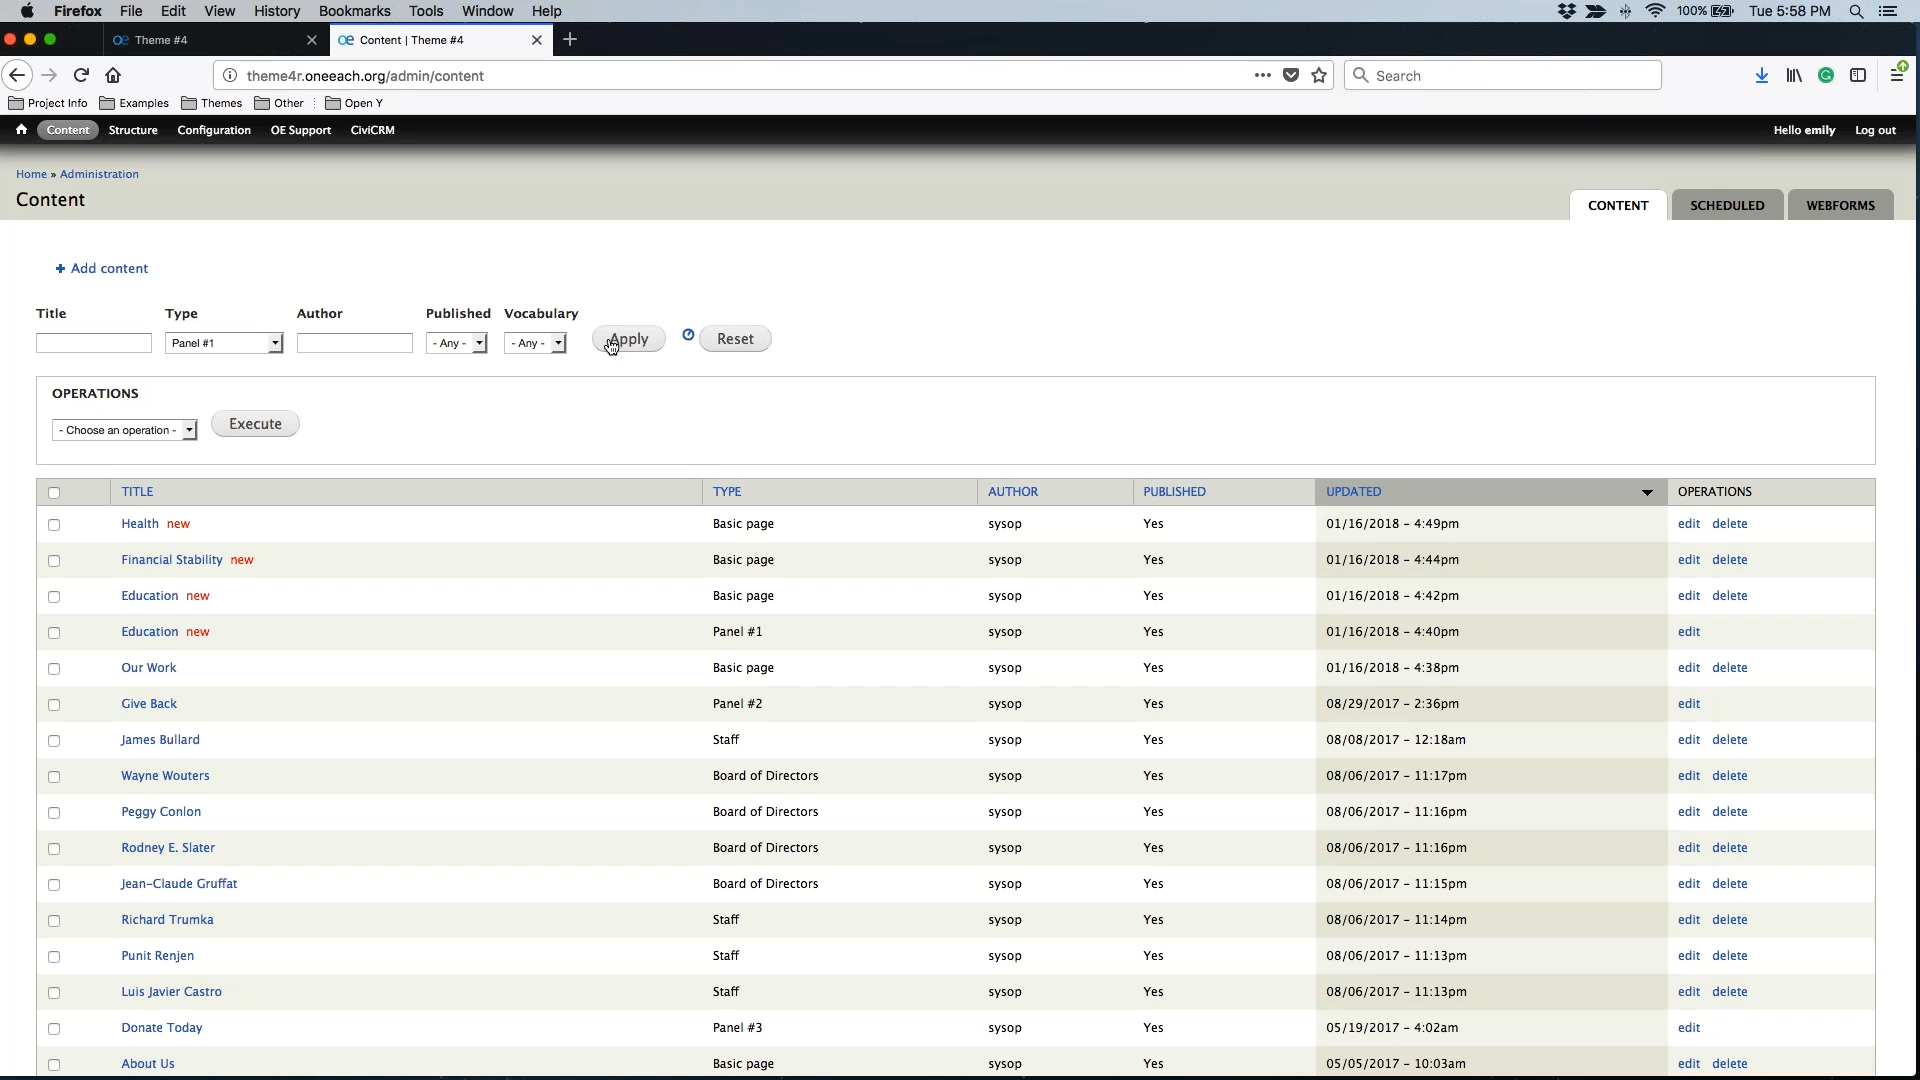 Firefox File Edit View History Bookmarks Tools Window Help 100% Tue 5:58 PM
Theme #4 Content | Theme #4
theme4r.oneeach.org/admin/content Search
Project Info Examples Themes Other Open Y
Content Structure Configuration OE Support CiviCRM Hello emily Log out
Home » Administration
Content CONTENT SCHEDULED WEBFORMS
Add content
Title Type Author Published Vocabulary
Panel #1 - Any - - Any - Apply Reset
OPERATIONS
- Choose an operation - Execute
TITLE TYPE AUTHOR PUBLISHED UPDATED OPERATIONS
Health new Basic page sysop Yes 01/16/2018 - 4:49pm edit delete
Financial Stability new Basic page sysop Yes 01/16/2018 - 4:44pm edit delete
Education new Basic page sysop Yes 01/16/2018 - 4:42pm edit delete
Education new Panel #1 sysop Yes 01/16/2018 - 4:40pm edit
Our Work Basic page sysop Yes 01/16/2018 - 4:38pm edit delete
Give Back Panel #2 sysop Yes 08/29/2017 - 2:36pm edit
James Bullard Staff sysop Yes 08/08/2017 - 12:18am edit delete
Wayne Wouters Board of Directors sysop Yes 08/06/2017 - 11:17pm edit delete
Peggy Conlon Board of Directors sysop Yes 08/06/2017 - 11:16pm edit delete
Rodney E. Slater Board of Directors sysop Yes 08/06/2017 - 11:16pm edit delete
Jean-Claude Gruffat Board of Directors sysop Yes 08/06/2017 - 11:15pm edit delete
Richard Trumka Staff sysop Yes 08/06/2017 - 11:14pm edit delete
Punit Renjen Staff sysop Yes 08/06/2017 - 11:13pm edit delete
Luis Javier Castro Staff sysop Yes 08/06/2017 - 11:13pm edit delete
Donate Today Panel #3 sysop Yes 05/19/2017 - 4:02am edit
About Us Basic page sysop Yes 05/05/2017 - 10:03am edit delete